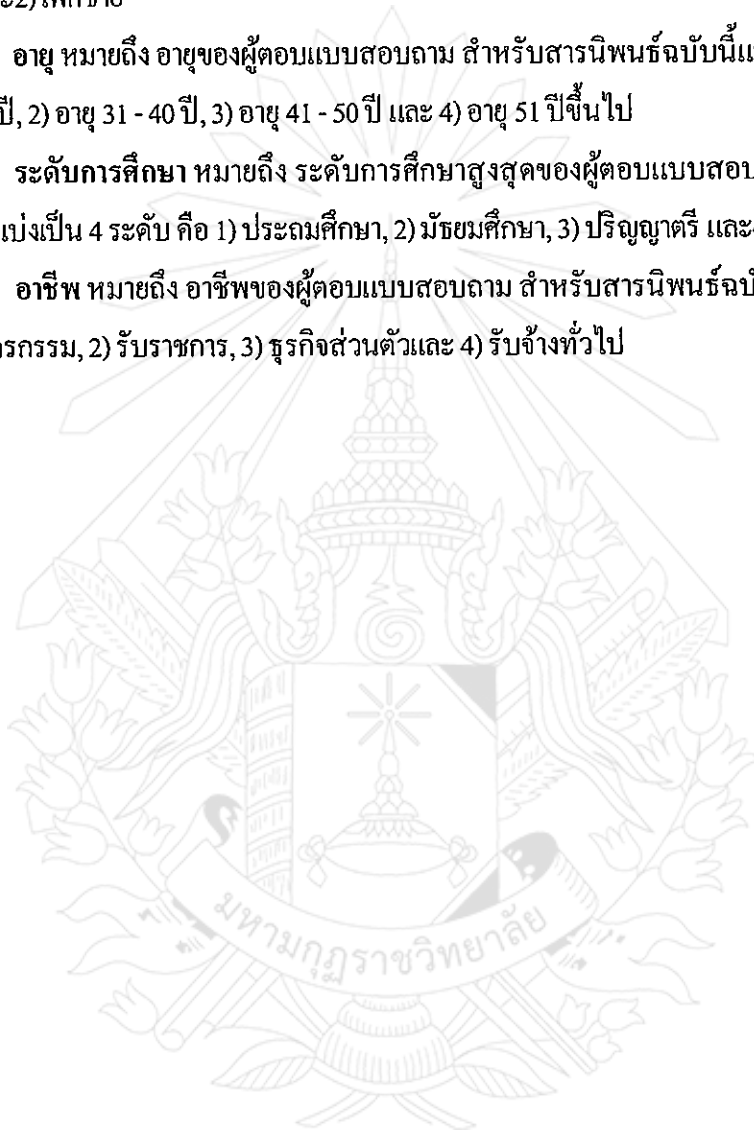 อายุ หมายถึง อายุของผู้ตอบแบบสอบถาม สำหรับสารนิพนธ์ฉบับนี้
ปี, 2) อายุ 31 - 40 ปี, 3) อายุ 41 - 50 ปี และ 4) อายุ 51 ปีขึ้นไป
ระดับการศึกษา หมายถึง ระดับการศึกษาสูงสุดของผู้ตอบแบบสอบ
แบ่งเป็น 4 ระดับ คือ 1) ประถมศึกษา, 2) มัธยมศึกษา, 3) ปริญญาตรี และ
อาชีพ หมายถึง อาชีพของผู้ตอบแบบสอบถาม สำหรับสารนิพนธ์ฉบั
รกรรม, 2) รับราชการ, 3) ธุรกิจส่วนตัวและ 4) รับจ้างทั่วไป
มหามกุฏราชวิทยาลัย